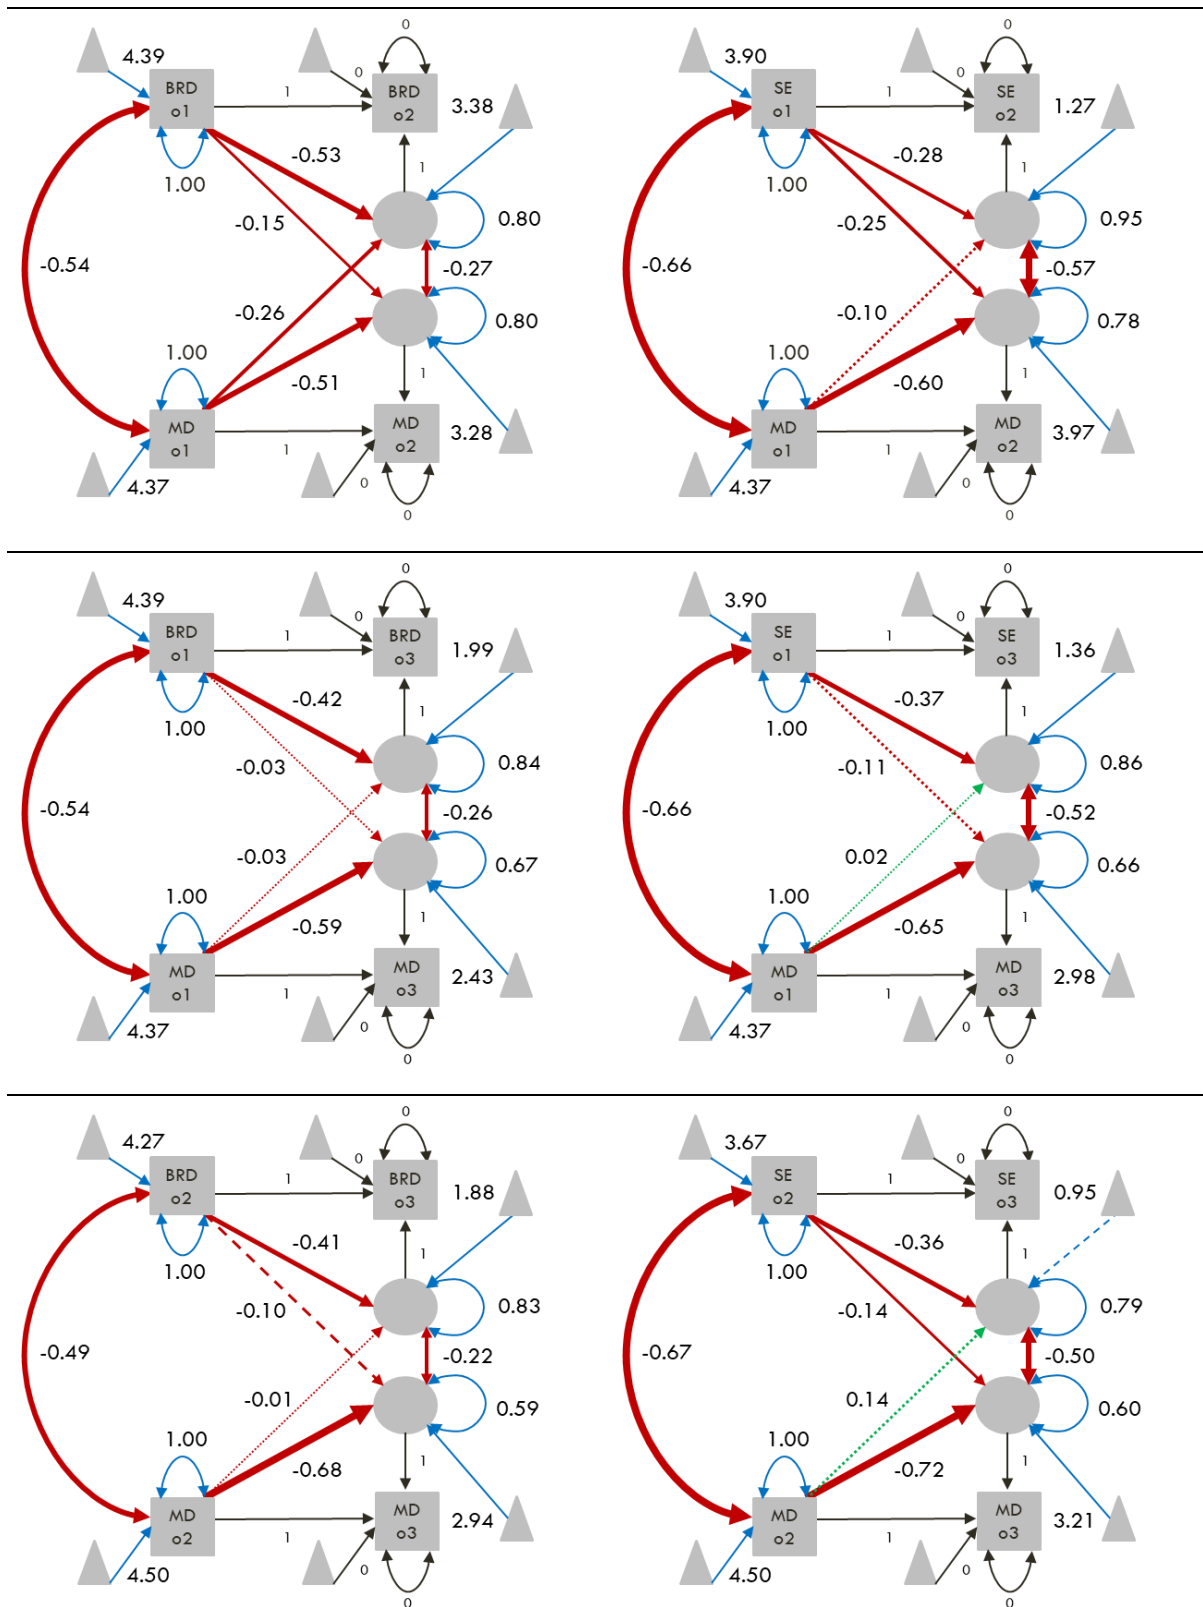 0
4.39
BRD
o1
1
0
BRD
o2
3.38
-0.53
1.00
1
-0.15
0.80
-0.54
-0.27
-0.26
0.80
1.00
-0.51
1
MD
o1
1
MD
o2
3.28
4.37
0
0
0
3.90
SE
o1
1
0
SE
o2
1.27
-0.28
1.00
1
-0.25
0.95
-0.66
-0.57
-0.10
0.78
1.00
-0.60
1
MD
o1
1
MD
o2
3.97
4.37
0
0
0
4.39
BRD
o1
1
0
BRD
o3
1.99
-0.42
1.00
1
-0.03
0.84
-0.54
-0.26
-0.03
0.67
1.00
-0.59
1
MD
o1
1
MD
o3
2.43
4.37
0
0
0
3.90
SE
o1
1
0
SE
o3
1.36
-0.37
1.00
1
-0.11
0.86
-0.66
-0.52
0.02
0.66
1.00
-0.65
1
MD
o1
1
MD
o3
2.98
4.37
0
0
0
4.27
BRD
o2
1
0
BRD
o3
1.88
-0.41
1.00
1
-0.10
0.83
-0.49
-0.22
-0.01
0.59
1.00
-0.68
1
MD
o2
1
MD
o3
2.94
4.50
0
0
0
3.67
SE
o2
1
0
SE
o3
0.95
-0.36
1.00
1
-0.14
0.79
-0.67
-0.50
0.14
0.60
1.00
-0.72
1
MD
o2
1
MD
o3
3.21
4.50
0
0